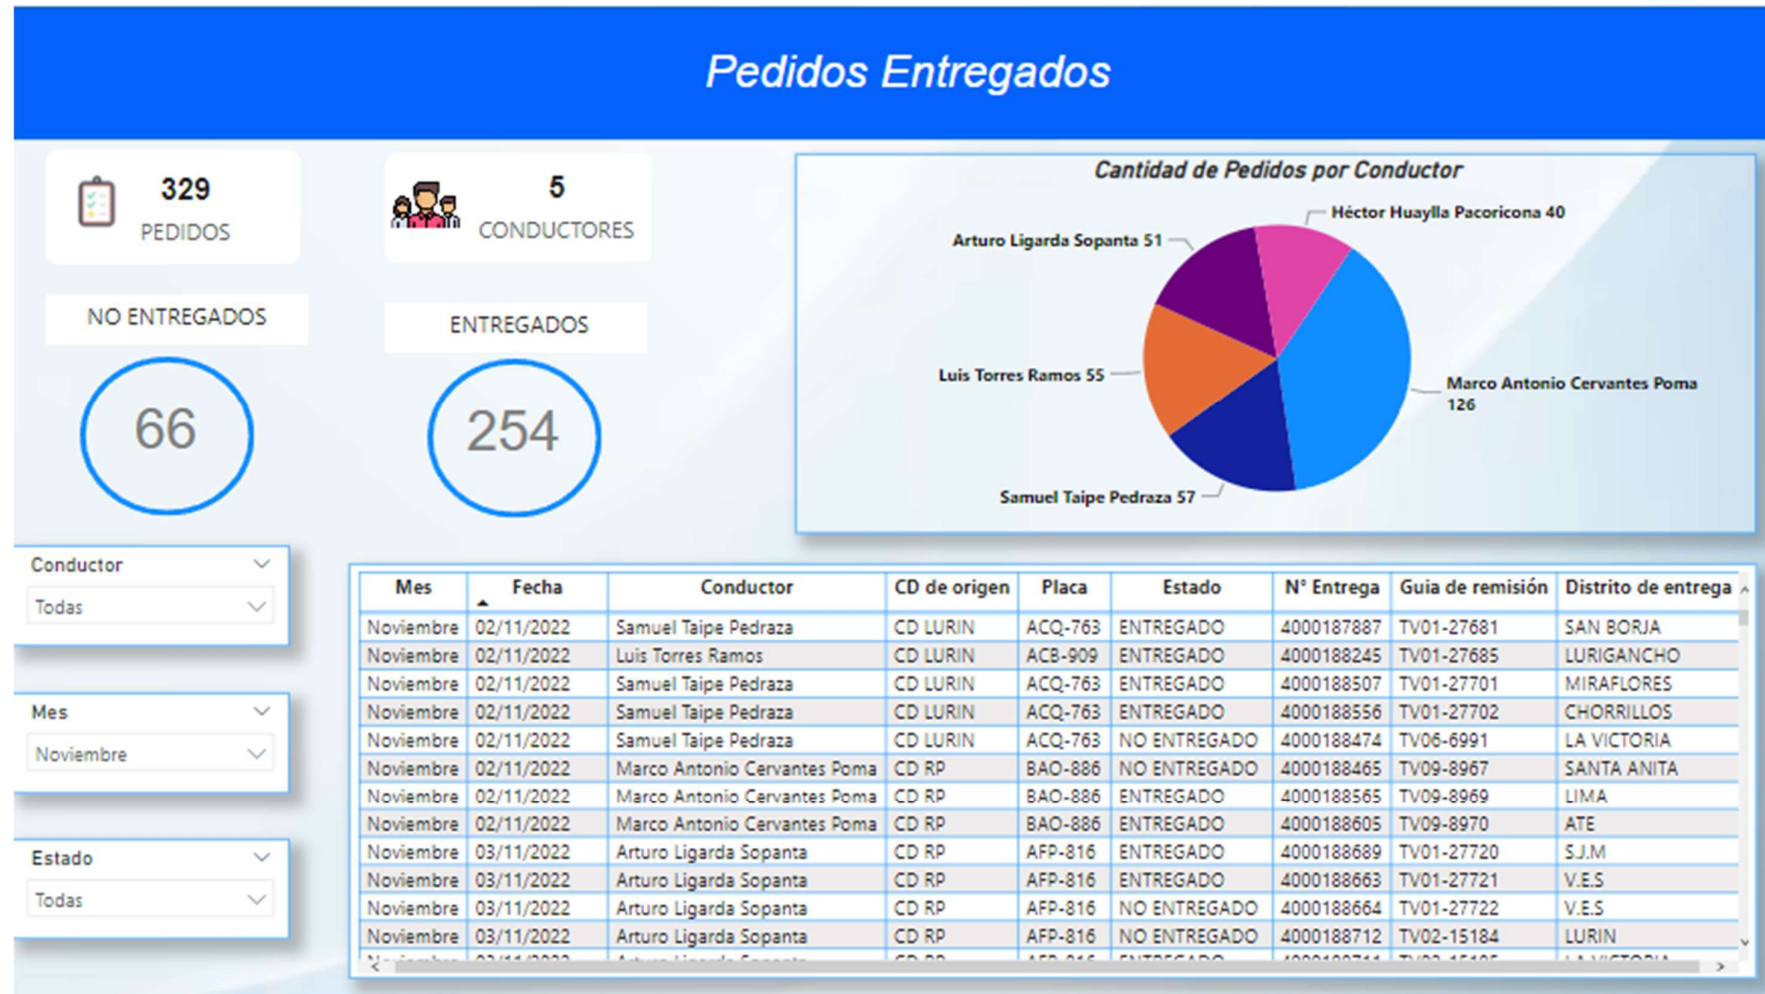 Pedidos Entregados
329
PEDIDOS
5
CONDUCTORES
NO ENTREGADOS
66
ENTREGADOS
254
Cantidad de Pedidos por Conductor
Héctor Huaylla Pacoricona 40
Arturo Ligarda Sopanta 51
Luis Torres Ramos 55
Marco Antonio Cervantes Poma
126
Samuel Taipe Pedraza 57
Conductor
Todas
Mes
Noviembre
Estado
Todas
Mes Fecha Conductor CD de origen Placa Estado N° Entrega Guia de remisión Distrito de entrega
Noviembre 02/11/2022 Samuel Taipe Pedraza CD LURIN ACQ-763 ENTREGADO 4000187887 TV01-27681 SAN BORJA
Noviembre 02/11/2022 Luis Torres Ramos CD LURIN ACB-909 ENTREGADO 4000188245 TV01-27685 LURIGANCHO
Noviembre 02/11/2022 Samuel Taipe Pedraza CD LURIN ACQ-763 ENTREGADO 4000188507 TV01-27701 MIRAFLORES
Noviembre 02/11/2022 Samuel Taipe Pedraza CD LURIN ACQ-763 ENTREGADO 4000188556 TV01-27702 CHORRILLOS
Noviembre 02/11/2022 Samuel Taipe Pedraza CD LURIN ACQ-763 NO ENTREGADO 4000188474 TV06-6991 LA VICTORIA
Noviembre 02/11/2022 Marco Antonio Cervantes Poma CD RP BAO-886 NO ENTREGADO 4000188465 TV09-8967 SANTA ANITA
Noviembre 02/11/2022 Marco Antonio Cervantes Poma CD RP BAO-886 ENTREGADO 4000188565 TV09-8969 LIMA
Noviembre 02/11/2022 Marco Antonio Cervantes Poma CD RP BAO-886 ENTREGADO 4000188605 TV09-8970 ATE
Noviembre 03/11/2022 Arturo Ligarda Sopanta CD RP AFP-816 ENTREGADO 4000188689 TV01-27720 S.J.M
Noviembre 03/11/2022 Arturo Ligarda Sopanta CD RP AFP-816 ENTREGADO 4000188663 TV01-27721 V.E.S
Noviembre 03/11/2022 Arturo Ligarda Sopanta CD RP AFP-816 NO ENTREGADO 4000188664 TV01-27722 V.E.S
Noviembre 03/11/2022 Arturo Ligarda Sopanta CD RP AFP-816 NO ENTREGADO 4000188712 TV02-15184 LURIN